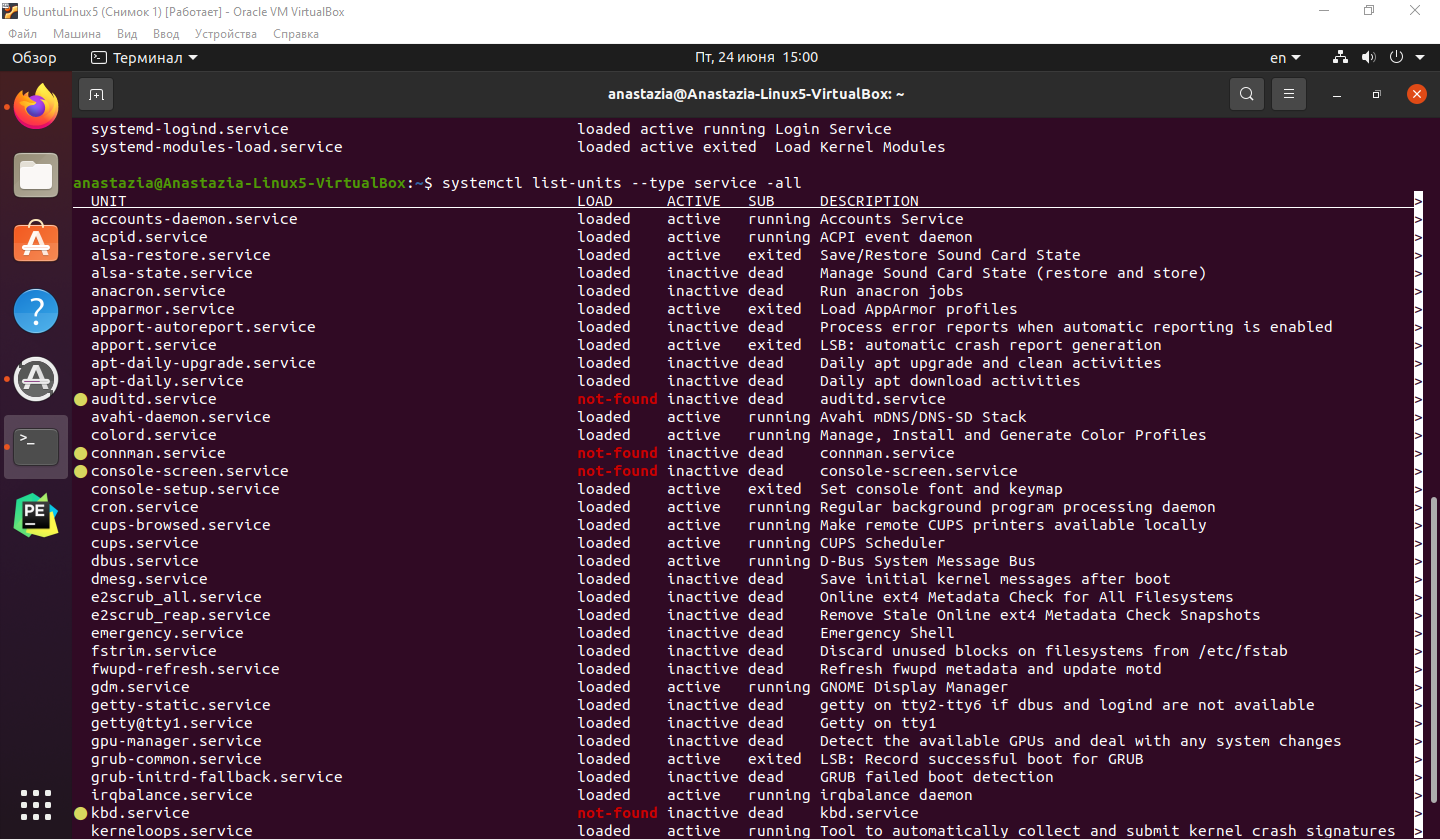 UbuntuLinux5 (Снимок 1) [Работает] - Oracle VM VirtualBox
Файл Машина Вид Ввод Устройства Справка
Обзор Терминал Пт, 24 июня 15:00 en
anastazia@Anastazia-Linux5-VirtualBox: ~
systemd-logind.service loaded active running Login Service
systemd-modules-load.service loaded active exited Load Kernel Modules
anastazia@Anastazia-Linux5-VirtualBox:~$ systemctl list-units --type service -all
UNIT LOAD ACTIVE SUB DESCRIPTION >
accounts-daemon.service loaded active running Accounts Service >
acpid.service loaded active running ACPI event daemon >
alsa-restore.service loaded active exited Save/Restore Sound Card State >
alsa-state.service loaded inactive dead Manage Sound Card State (restore and store) >
anacron.service loaded inactive dead Run anacron jobs >
apparmor.service loaded active exited Load AppArmor profiles >
apport-autoreport.service loaded inactive dead Process error reports when automatic reporting is enabled >
apport.service loaded active exited LSB: automatic crash report generation >
apt-daily-upgrade.service loaded inactive dead Daily apt upgrade and clean activities >
apt-daily.service loaded inactive dead Daily apt download activities >
● auditd.service not-found inactive dead auditd.service >
avahi-daemon.service loaded active running Avahi mDNS/DNS-SD Stack >
colord.service loaded active running Manage, Install and Generate Color Profiles >
● connman.service not-found inactive dead connman.service >
● console-screen.service not-found inactive dead console-screen.service >
console-setup.service loaded active exited Set console font and keymap >
cron.service loaded active running Regular background program processing daemon >
cups-browsed.service loaded active running Make remote CUPS printers available locally >
cups.service loaded active running CUPS Scheduler >
dbus.service loaded active running D-Bus System Message Bus >
dmesg.service loaded inactive dead Save initial kernel messages after boot >
e2scrub_all.service loaded inactive dead Online ext4 Metadata Check for All Filesystems >
e2scrub_reap.service loaded inactive dead Remove Stale Online ext4 Metadata Check Snapshots >
emergency.service loaded inactive dead Emergency Shell >
fstrim.service loaded inactive dead Discard unused blocks on filesystems from /etc/fstab >
fwupd-refresh.service loaded inactive dead Refresh fwupd metadata and update motd >
gdm.service loaded active running GNOME Display Manager >
getty-static.service loaded inactive dead getty on tty2-tty6 if dbus and logind are not available >
getty@tty1.service loaded inactive dead Getty on tty1 >
gpu-manager.service loaded inactive dead Detect the available GPUs and deal with any system changes >
grub-common.service loaded active exited LSB: Record successful boot for GRUB >
grub-initrd-fallback.service loaded inactive dead GRUB failed boot detection >
irqbalance.service loaded active running irqbalance daemon >
● kbd.service not-found inactive dead kbd.service >
kerneloops.service loaded active running Tool to automatically collect and submit kernel crash signatures >
PE